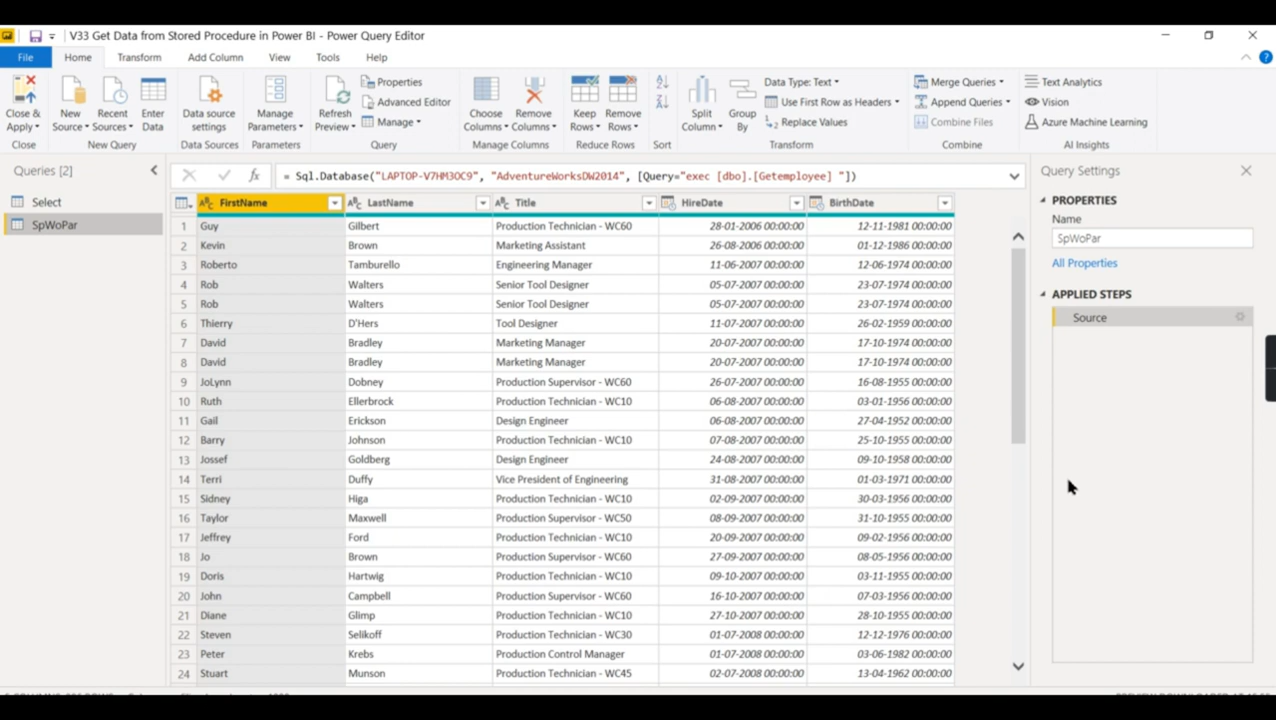 V33 Get Data from Stored Procedure in Power BI - Power Query Editor
File Home Transform Add Column View Tools Help
Close & Apply New Source Recent Sources Enter Data Data source settings Manage Parameters Refresh Preview Properties Advanced Editor Manage Choose Columns Remove Columns Keep Rows Remove Rows Split Column Group By Data Type: Text Use First Row as Headers Replace Values Merge Queries Append Queries Combine Files Text Analytics Vision Azure Machine Learning
Close New Query Data Sources Parameters Query Manage Columns Reduce Rows Sort Transform Combine AI Insights
Queries [2]
Select
SpWoPar
= Sql.Database("LAPTOP-V7HM3OC9", "AdventureWorksDW2014", [Query="exec [dbo].[Getemployee] "])
FirstName LastName Title HireDate BirthDate
1 Guy Gilbert Production Technician - WC60 28-01-2006 00:00:00 12-11-1981 00:00:00
2 Kevin Brown Marketing Assistant 26-08-2006 00:00:00 01-12-1986 00:00:00
3 Roberto Tamburello Engineering Manager 11-06-2007 00:00:00 12-06-1974 00:00:00
4 Rob Walters Senior Tool Designer 05-07-2007 00:00:00 23-07-1974 00:00:00
5 Rob Walters Senior Tool Designer 05-07-2007 00:00:00 23-07-1974 00:00:00
6 Thierry D'Hers Tool Designer 11-07-2007 00:00:00 26-02-1959 00:00:00
7 David Bradley Marketing Manager 20-07-2007 00:00:00 17-10-1974 00:00:00
8 David Bradley Marketing Manager 20-07-2007 00:00:00 17-10-1974 00:00:00
9 JoLynn Dobney Production Supervisor - WC60 26-07-2007 00:00:00 16-08-1955 00:00:00
10 Ruth Ellerbrock Production Technician - WC10 06-08-2007 00:00:00 03-01-1956 00:00:00
11 Gail Erickson Design Engineer 06-08-2007 00:00:00 27-04-1952 00:00:00
12 Barry Johnson Production Technician - WC10 07-08-2007 00:00:00 25-10-1955 00:00:00
13 Jossef Goldberg Design Engineer 24-08-2007 00:00:00 09-10-1958 00:00:00
14 Terri Duffy Vice President of Engineering 31-08-2007 00:00:00 01-03-1971 00:00:00
15 Sidney Higa Production Technician - WC10 02-09-2007 00:00:00 30-03-1956 00:00:00
16 Taylor Maxwell Production Supervisor - WC50 08-09-2007 00:00:00 31-10-1955 00:00:00
17 Jeffrey Ford Production Technician - WC10 20-09-2007 00:00:00 09-02-1956 00:00:00
18 Jo Brown Production Supervisor - WC60 27-09-2007 00:00:00 08-05-1956 00:00:00
19 Doris Hartwig Production Technician - WC10 09-10-2007 00:00:00 03-11-1955 00:00:00
20 John Campbell Production Supervisor - WC60 16-10-2007 00:00:00 07-03-1956 00:00:00
21 Diane Glimp Production Technician - WC10 27-10-2007 00:00:00 28-10-1955 00:00:00
22 Steven Selikoff Production Technician - WC30 01-07-2008 00:00:00 12-12-1976 00:00:00
23 Peter Krebs Production Control Manager 01-07-2008 00:00:00 03-06-1982 00:00:00
24 Stuart Munson Production Technician - WC45 02-07-2008 00:00:00 13-04-1962 00:00:00
Query Settings
PROPERTIES
Name
SpWoPar
All Properties
APPLIED STEPS
Source